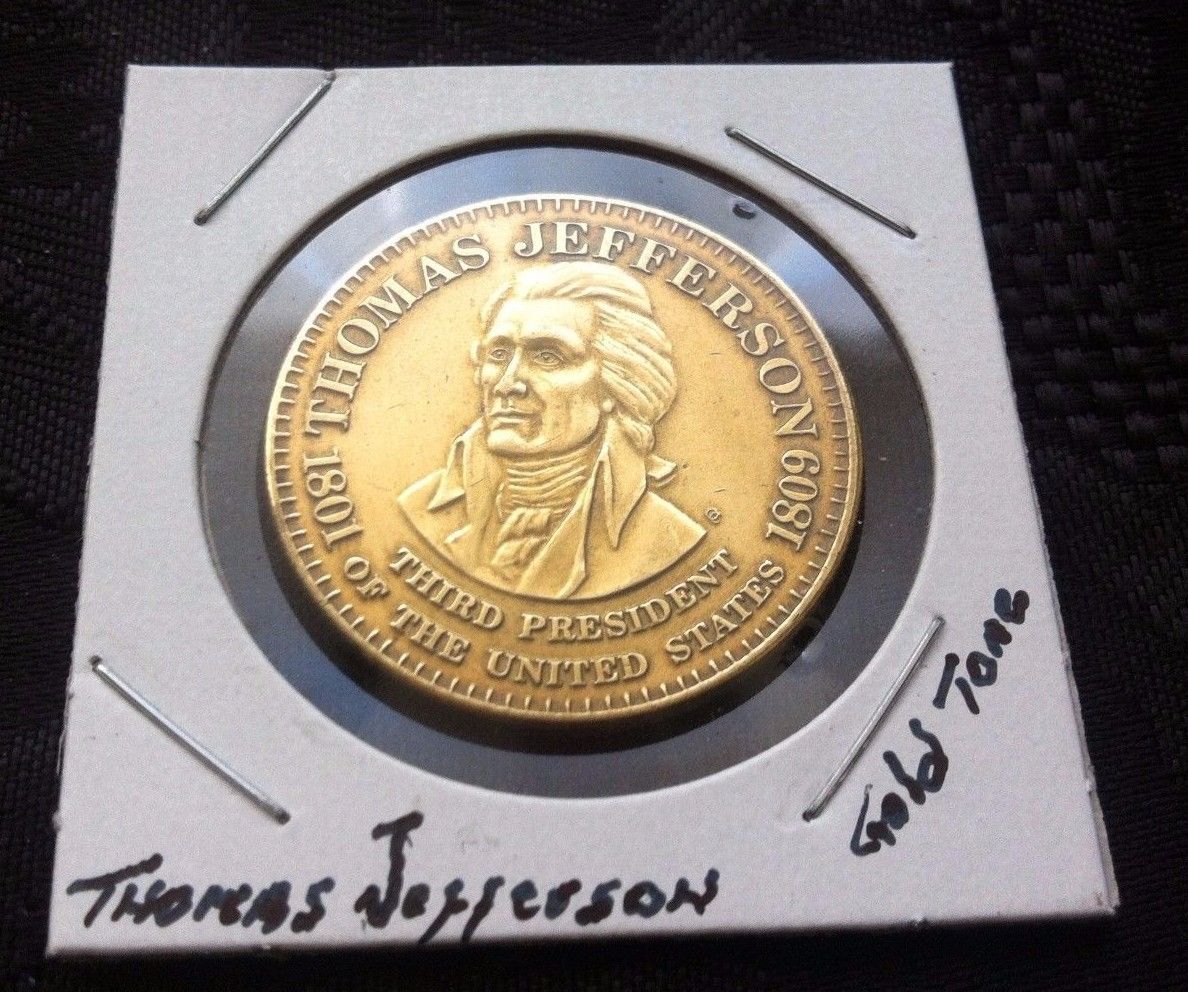 1801 THOMAS JEFFERSON 1809
THIRD PRESIDENT
OF THE UNITED STATES
Gold Tone
Thomas Jefferson